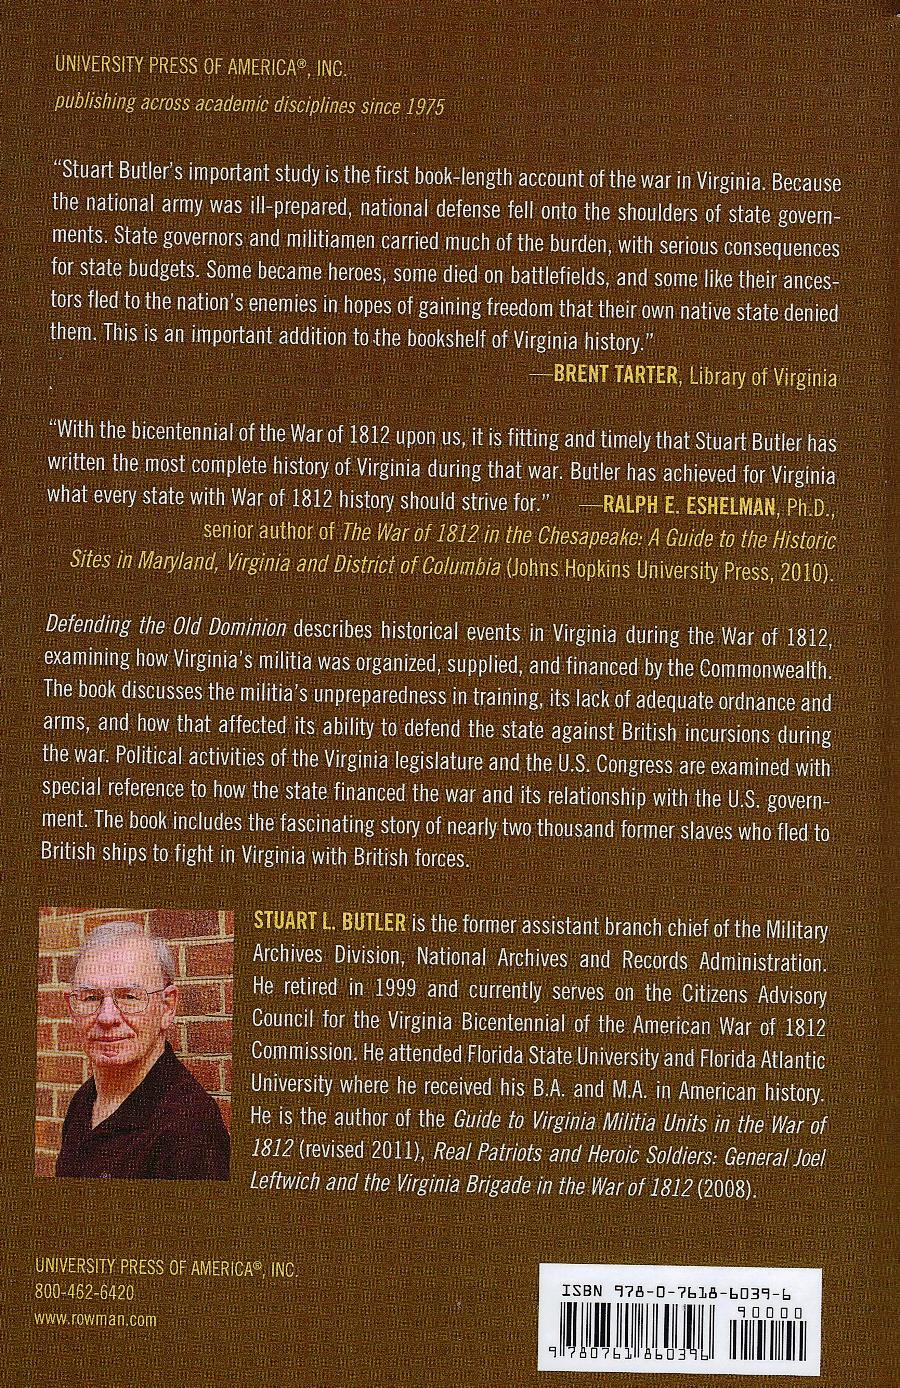 UNIVERSITY PRESS OF AMERICA®, INC.
publishing across academic disciplines since 1975
“Stuart Butler’s important study is the first book-length account of the war in Virginia. Because
the national army was ill-prepared, national defense fell onto the shoulders of state govern-
ments. State governors and militiamen carried much of the burden, with serious consequences
for state budgets. Some became heroes, some died on battlefields, and some like their ances-
tors fled to the nation’s enemies in hopes of gaining freedom that their own native state denied
them. This is an important addition to the bookshelf of Virginia history.”
—BRENT TARTER, Library of Virginia
“With the bicentennial of the War of 1812 upon us, it is fitting and timely that Stuart Butler has
written the most complete history of Virginia during that war. Butler has achieved for Virginia
what every state with War of 1812 history should strive for.” —RALPH E. ESHELMAN, Ph.D.,
senior author of The War of 1812 in the Chesapeake: A Guide to the Historic
Sites in Maryland, Virginia and District of Columbia (Johns Hopkins University Press, 2010).
Defending the Old Dominion describes historical events in Virginia during the War of 1812,
examining how Virginia’s militia was organized, supplied, and financed by the Commonwealth.
The book discusses the militia’s unpreparedness in training, its lack of adequate ordnance and
arms, and how that affected its ability to defend the state against British incursions during
the war. Political activities of the Virginia legislature and the U.S. Congress are examined with
special reference to how the state financed the war and its relationship with the U.S. govern-
ment. The book includes the fascinating story of nearly two thousand former slaves who fled to
British ships to fight in Virginia with British forces.
STUART L. BUTLER is the former assistant branch chief of the Military
Archives Division, National Archives and Records Administration.
He retired in 1999 and currently serves on the Citizens Advisory
Council for the Virginia Bicentennial of the American War of 1812
Commission. He attended Florida State University and Florida Atlantic
University where he received his B.A. and M.A. in American history.
He is the author of the Guide to Virginia Militia Units in the War of
1812 (revised 2011), Real Patriots and Heroic Soldiers: General Joel
Leftwich and the Virginia Brigade in the War of 1812 (2008).
UNIVERSITY PRESS OF AMERICA®, INC.
800-462-6420
www.rowman.com
ISBN 978-0-7618-6039-6
90000
9 780761 860396